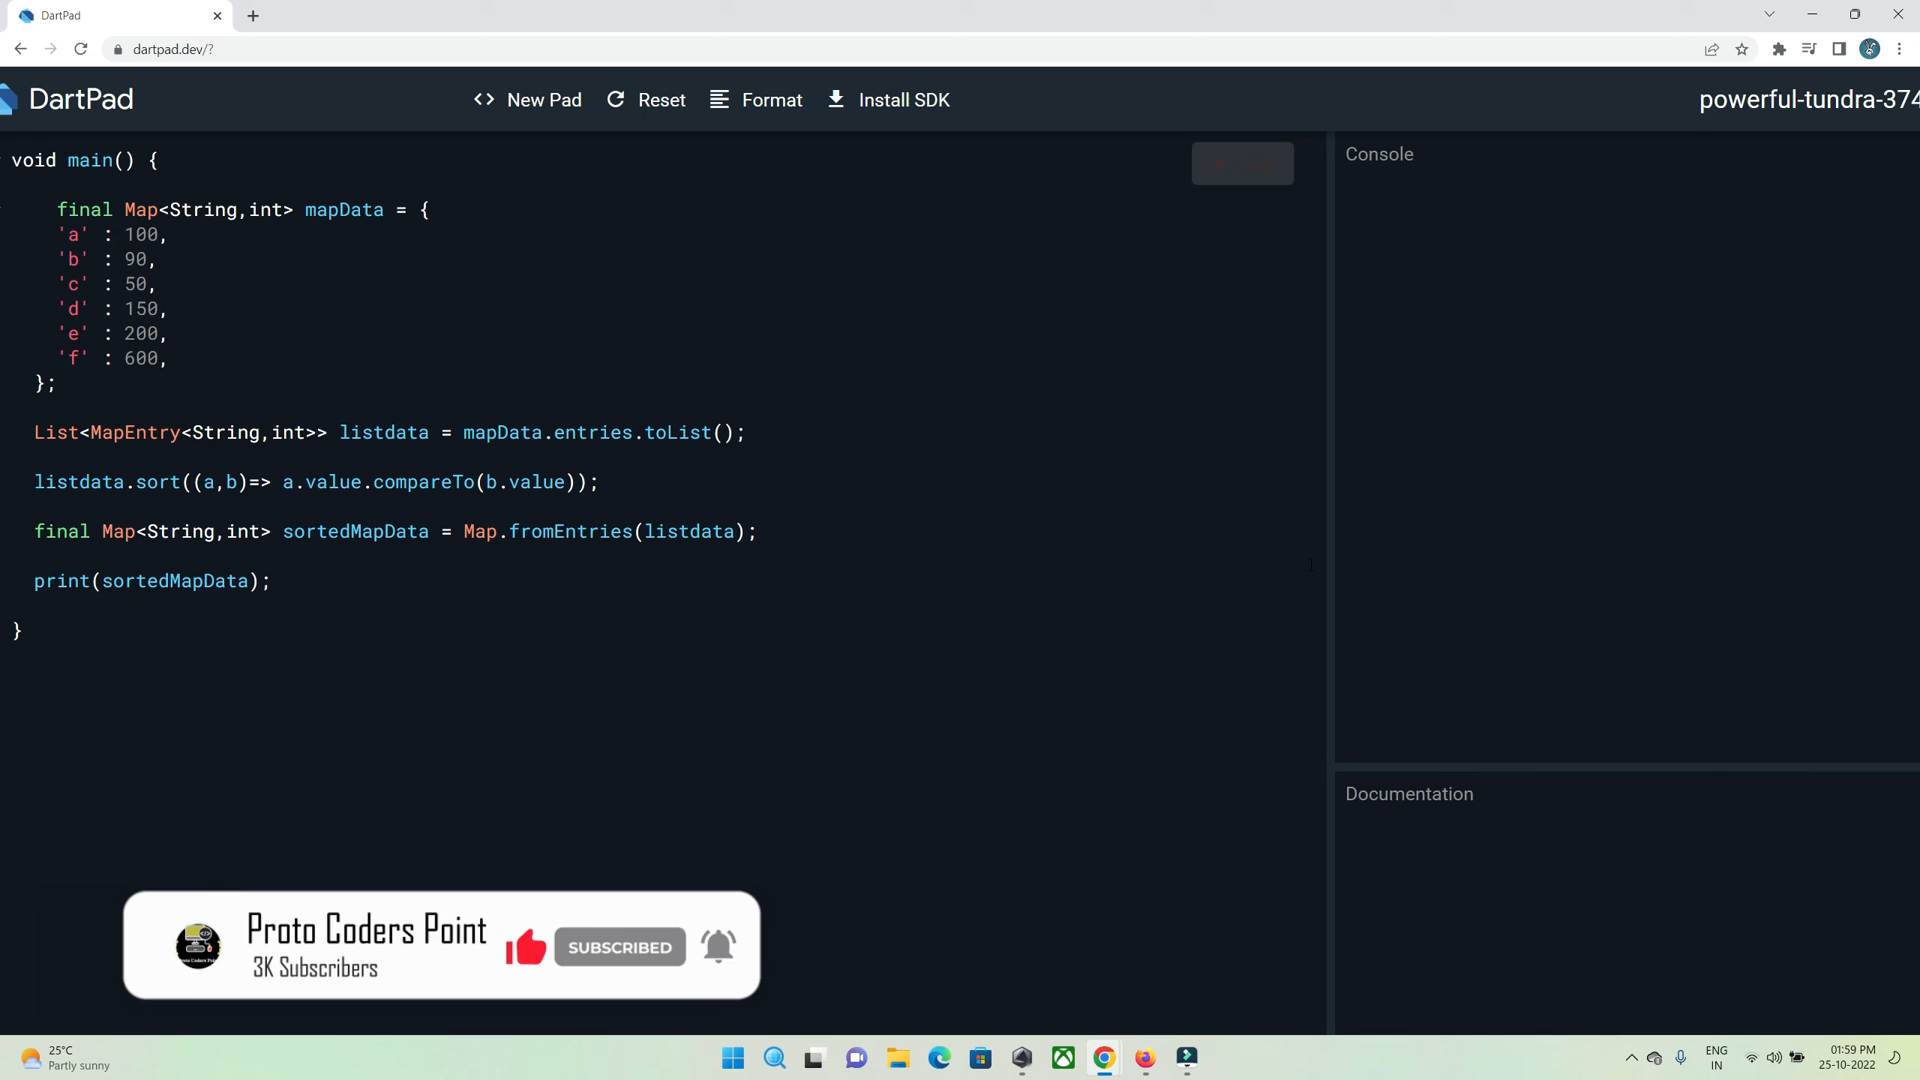 DartPad
dartpad.dev/?
DartPad
New Pad
Reset
Format
Install SDK
powerful-tundra-374
void main() {
final Map<String,int> mapData = {
'a' : 100,
'b' : 90,
'c' : 50,
'd' : 150,
'e' : 200,
'f' : 600,
};
List<MapEntry<String,int>> listdata = mapData.entries.toList();
listdata.sort((a,b)=> a.value.compareTo(b.value));
final Map<String,int> sortedMapData = Map.fromEntries(listdata);
print(sortedMapData);
}
Console
Documentation
Proto Coders Point
3K Subscribers
SUBSCRIBED
25°C
Partly sunny
ENG
IN
01:59 PM
25-10-2022